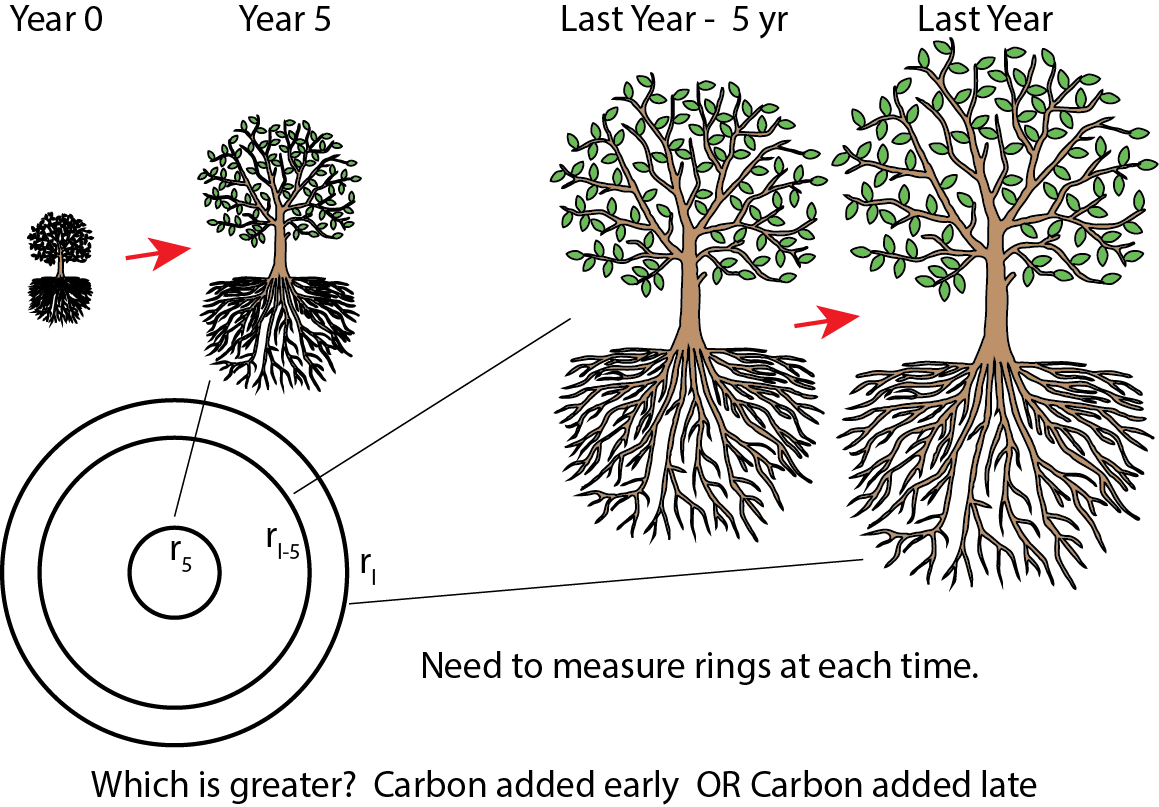 Year 0
Year 5
Last Year - 5 yr
Last Year
r5
rl-5
rl
Need to measure rings at each time.
Which is greater? Carbon added early OR Carbon added late